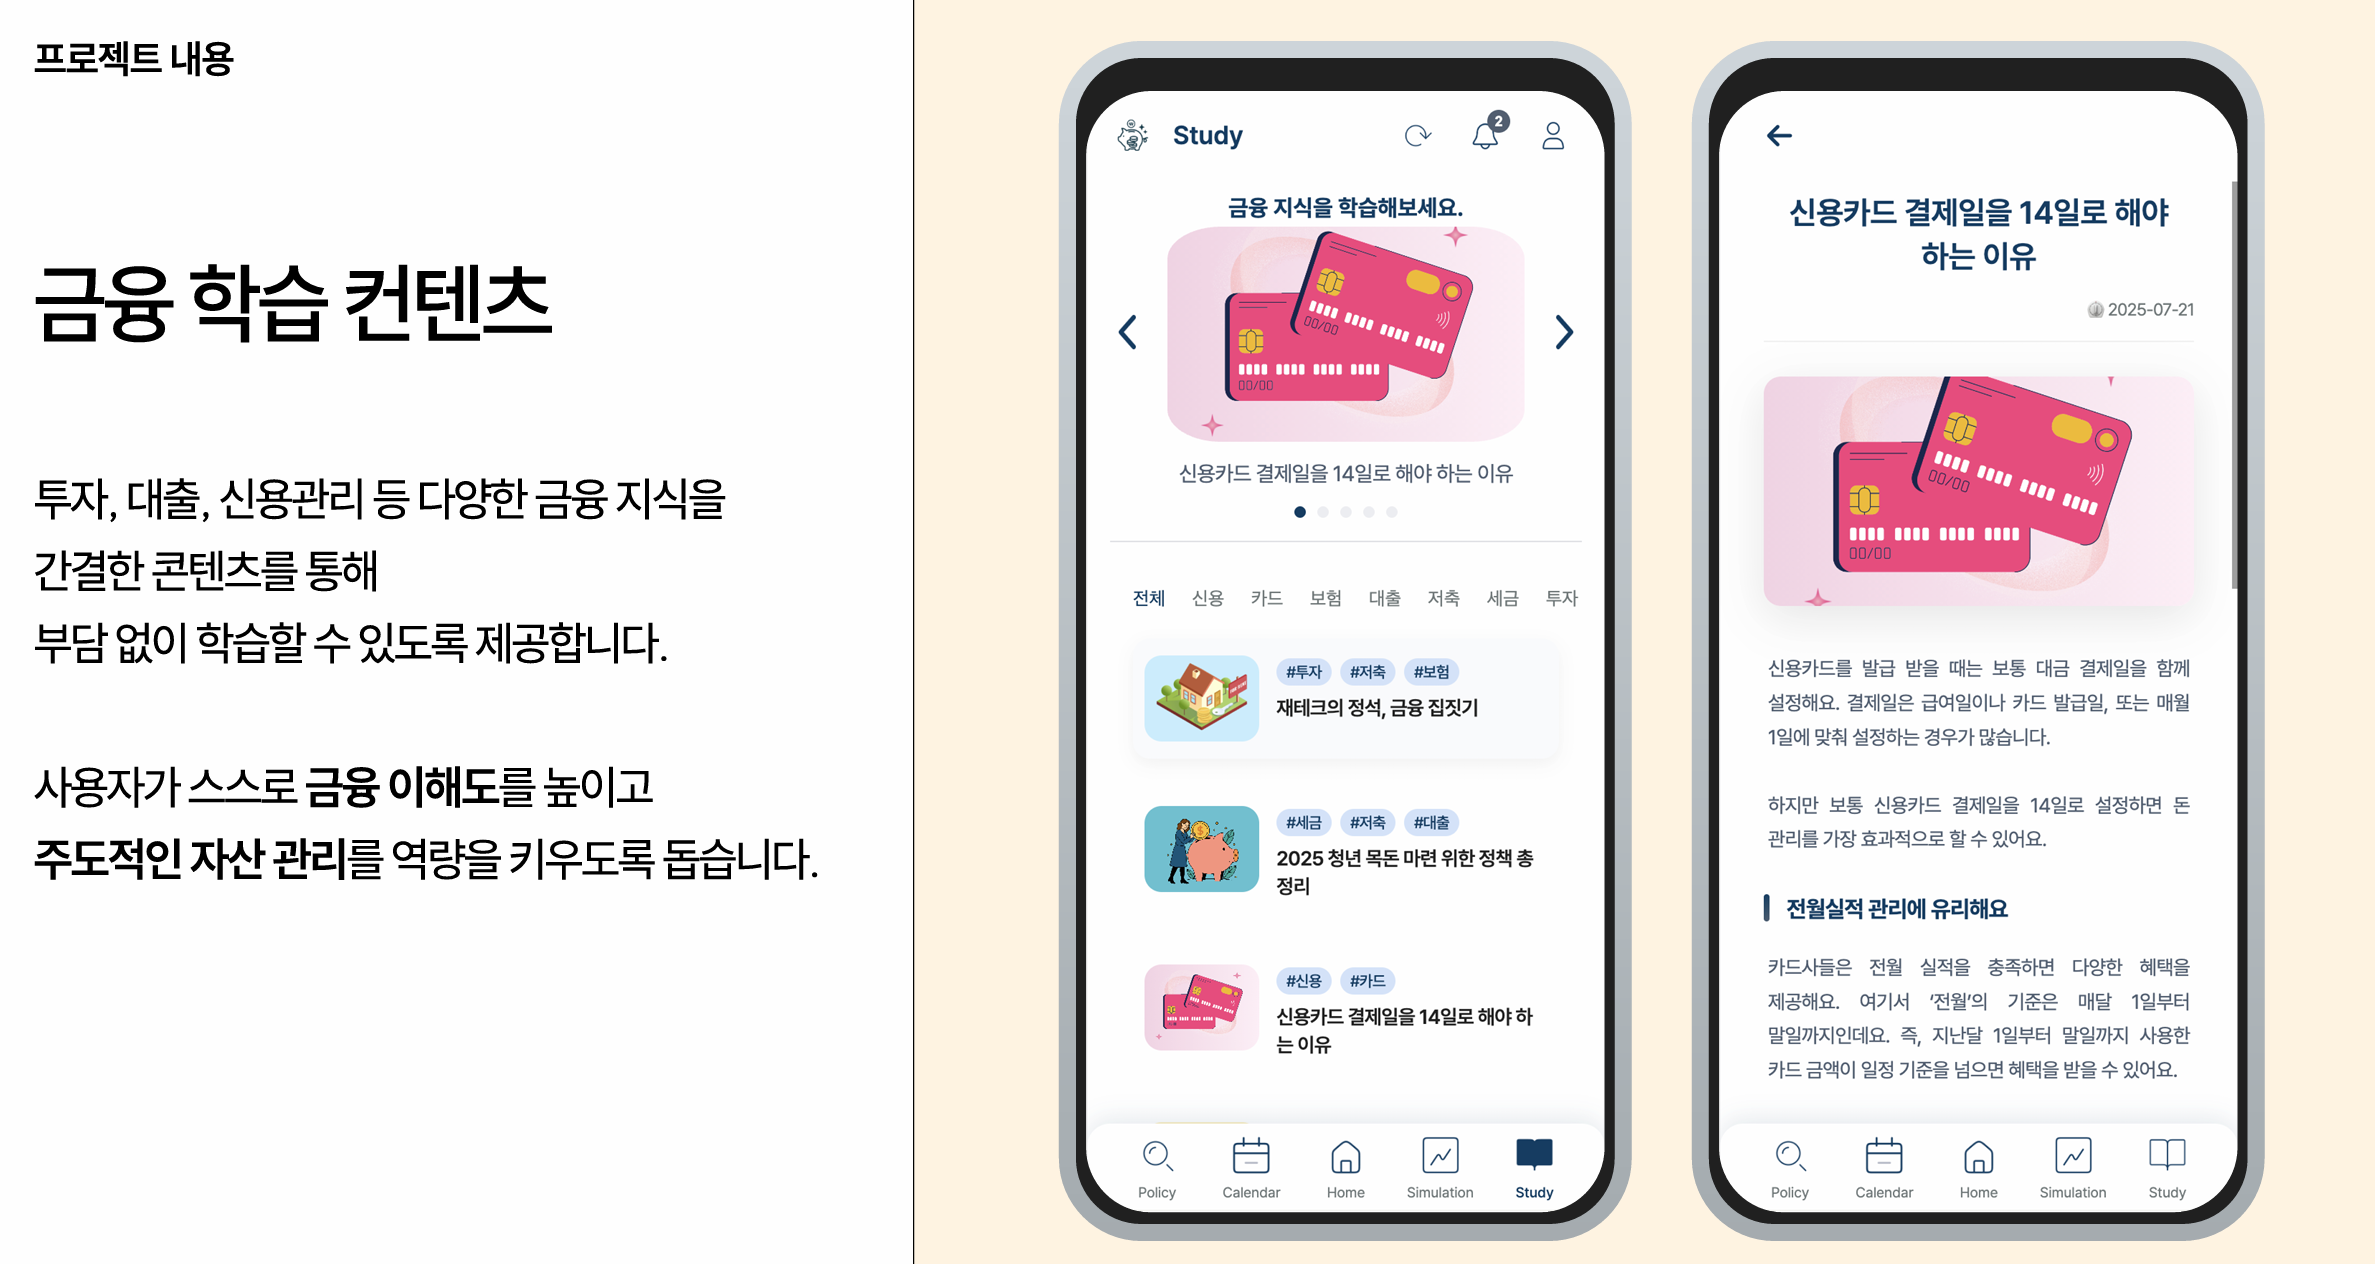 프로젝트 내용
금융 학습 컨텐츠
투자, 대출, 신용관리 등 다양한 금융 지식을
간결한 콘텐츠를 통해
부담 없이 학습할 수 있도록 제공합니다.
사용자가 스스로 금융 이해도를 높이고
주도적인 자산 관리를 역량을 키우도록 돕습니다.
Study
2
금융 지식을 학습해보세요.
00/00
00/00
신용카드 결제일을 14일로 해야 하는 이유
전체 신용 카드 보험 대출 저축 세금 투자
#투자 #저축 #보험
재테크의 정석, 금융 집짓기
#세금 #저축 #대출
2025 청년 목돈 마련 위한 정책 총
정리
#신용 #카드
신용카드 결제일을 14일로 해야 하
는 이유
Policy Calendar Home Simulation Study
신용카드 결제일을 14일로 해야
하는 이유
2025-07-21
00/00
00/00
신용카드를 발급 받을 때는 보통 대금 결제일을 함께
설정해요. 결제일은 급여일이나 카드 발급일, 또는 매월
1일에 맞춰 설정하는 경우가 많습니다.
하지만 보통 신용카드 결제일을 14일로 설정하면 돈
관리를 가장 효과적으로 할 수 있어요.
전월실적 관리에 유리해요
카드사들은 전월 실적을 충족하면 다양한 혜택을
제공해요. 여기서 ‘전월’의 기준은 매달 1일부터
말일까지인데요. 즉, 지난달 1일부터 말일까지 사용한
카드 금액이 일정 기준을 넘으면 혜택을 받을 수 있어요.
Policy Calendar Home Simulation Study